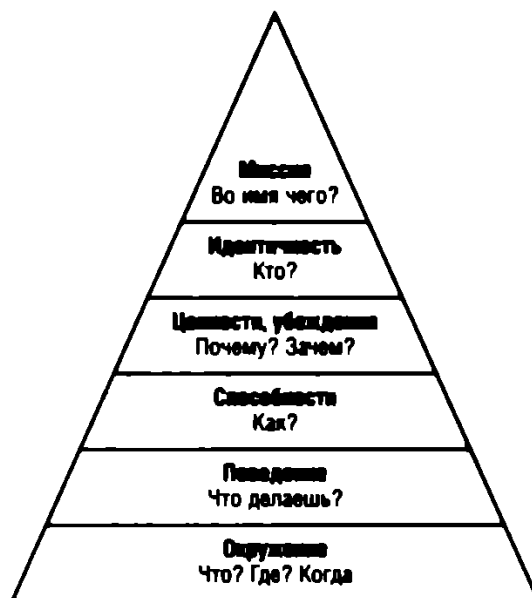 Миссия
Во имя чего?
Идентичность
Кто?
Ценности, убеждения
Почему? Зачем?
Способности
Как?
Поведение
Что делаешь?
Окружение
Что? Где? Когда